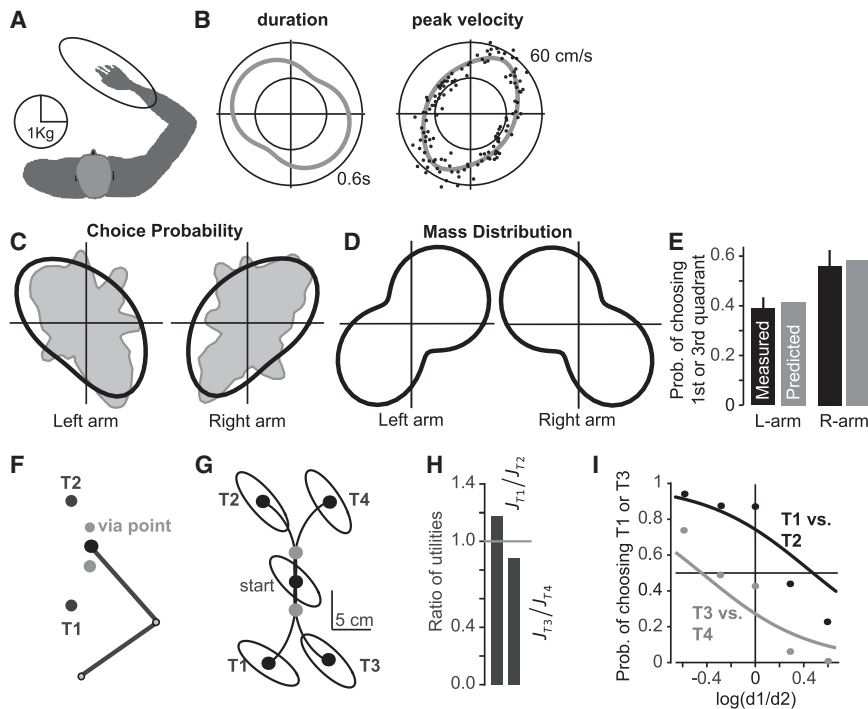 A
1Kg
B
duration
peak velocity
60 cm/s
0.6s
C
Choice Probability
Left arm
Right arm
D
Mass Distribution
Left arm
Right arm
E
Prob. of choosing
1st or 3rd quadrant
0.6
0.4
0.2
0
Measured
Predicted
L-arm
R-arm
F
T2
via point
T1
G
T2
T4
start
5 cm
T1
T3
H
Ratio of utilities
1.4
1.0
0.4
0.0
JT1/JT2
JT3/JT4
I
Prob. of choosing T1 or T3
1
0.8
0.6
0.4
0.2
0
T1 vs.
T2
T3 vs.
T4
-0.4
0
0.4
log(d1/d2)